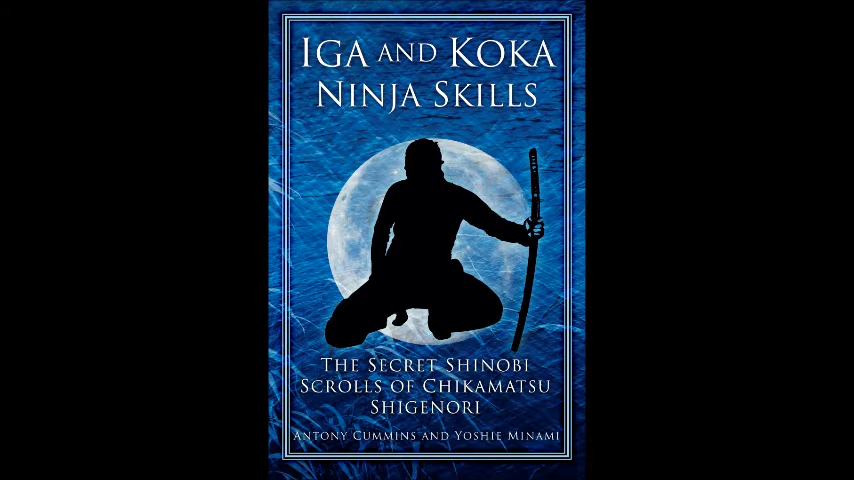 IGA AND KOKA
NINJA SKILLS
THE SECRET SHINOBI
SCROLLS OF CHIKAMATSU
SHIGENORI
ANTONY CUMMINS AND YOSHIE MINAMI